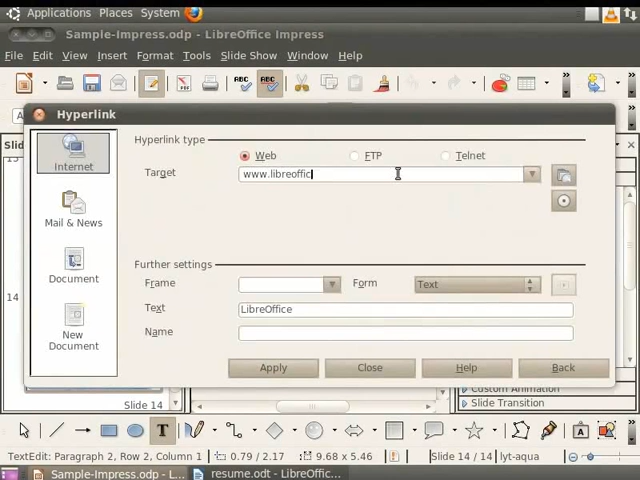 Applications Places System
Sample-Impress.odp - LibreOffice Impress
File Edit View Insert Format Tools Slide Show Window Help
ABC ABC
Hyperlink
Internet
Mail & News
Document
New
Document
Hyperlink type
Web FTP Telnet
Target www.libreoffic
Further settings
Frame Form Text
Text LibreOffice
Name
Apply Close Help Back
14
Slide 14
Custom Animation
Slide Transition
T
TextEdit: Paragraph 2, Row 2, Column 1 0.79 / 2.17 9.68 x 5.46 Slide 14 / 14 lyt-aqua
Sample-Impress.odp - L... resume.odt - LibreOffic...